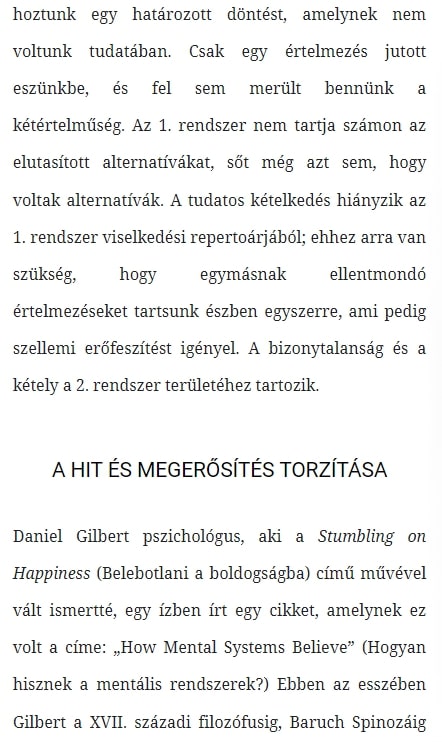 hoztunk egy határozott döntést, amelynek nem
voltunk tudatában. Csak egy értelmezés jutott
eszünkbe, és fel sem merült bennünk a
kétértelműség. Az 1. rendszer nem tartja számon az
elutasított alternatívákat, sőt még azt sem, hogy
voltak alternatívák. A tudatos kételkedés hiányzik az
1. rendszer viselkedési repertoárjából; ehhez arra van
szükség, hogy egymásnak ellentmondó
értelmezéseket tartsunk észben egyszerre, ami pedig
szellemi erőfeszítést igényel. A bizonytalanság és a
kétely a 2. rendszer területéhez tartozik.
A HIT ÉS MEGERŐSÍTÉS TORZÍTÁSA
Daniel Gilbert pszichológus, aki a Stumbling on
Happiness (Belebotlani a boldogságba) című művével
vált ismertté, egy ízben írt egy cikket, amelynek ez
volt a címe: „How Mental Systems Believe” (Hogyan
hisznek a mentális rendszerek?) Ebben az esszében
Gilbert a XVII. századi filozófusig, Baruch Spinozáig